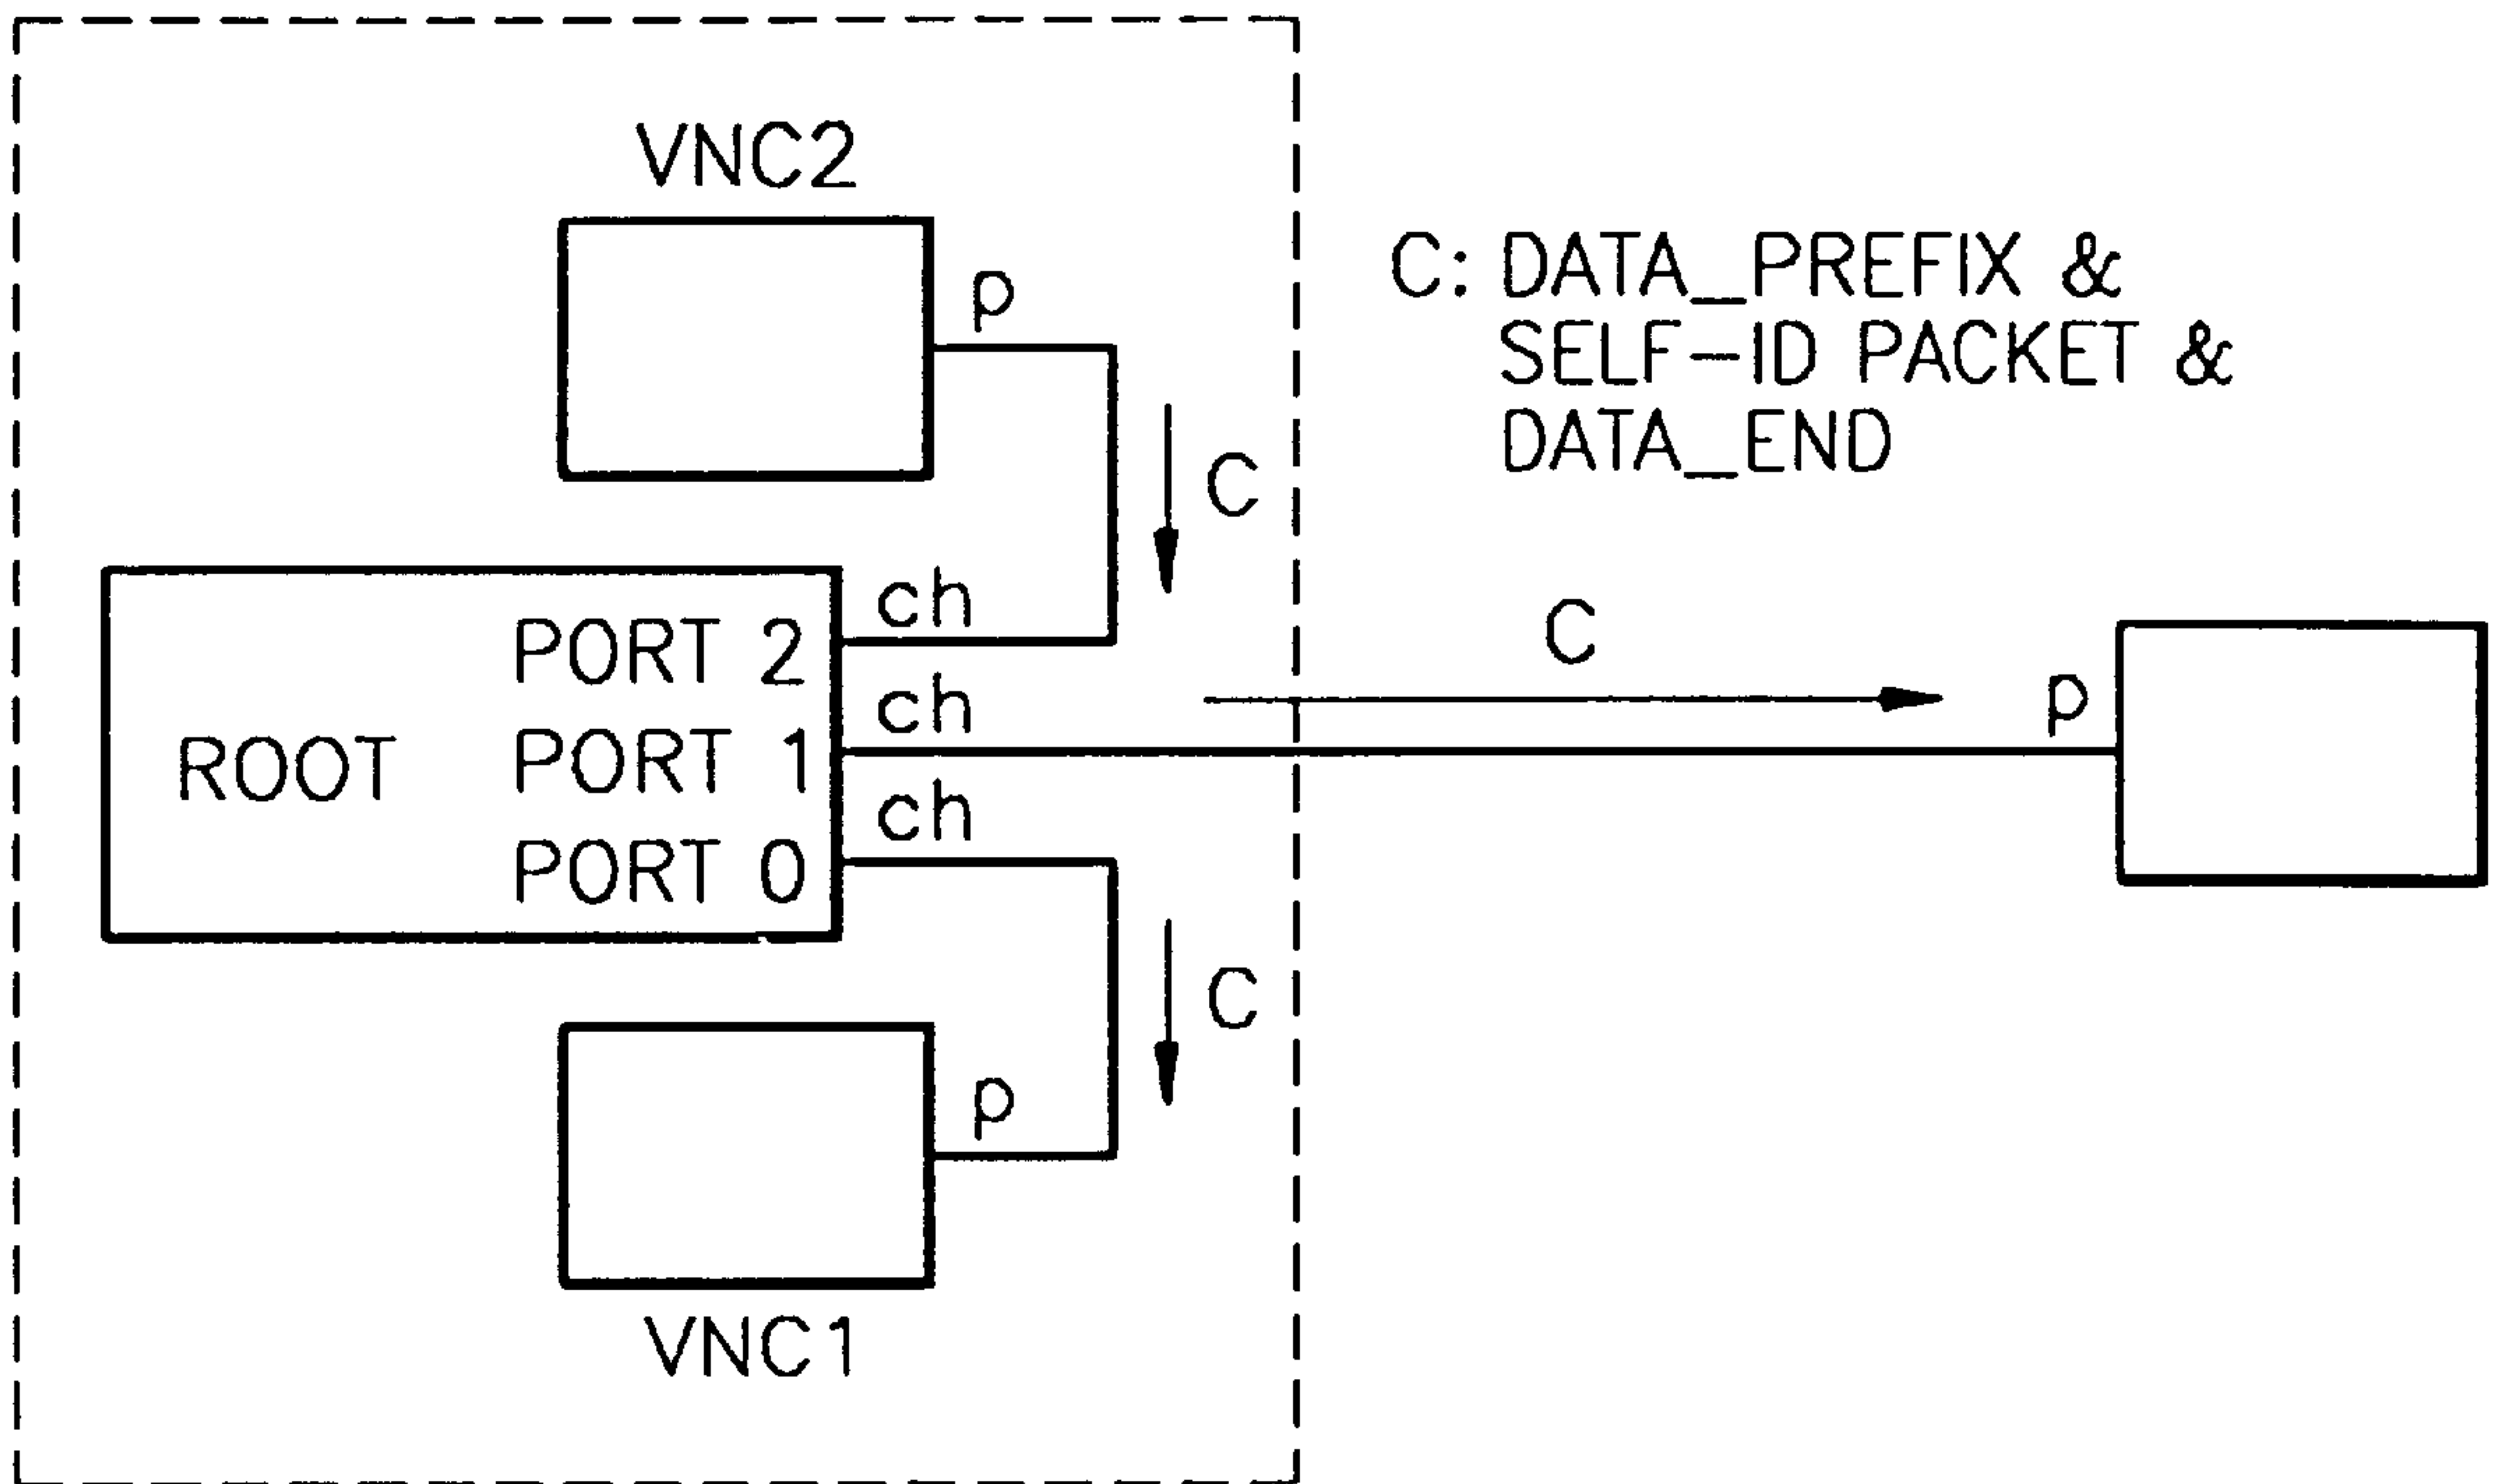 VNC2
p
C: DATA_PREFIX &
SELF-ID PACKET &
DATA_END
C
ch
PORT 2
C
ch
p
ROOT
PORT 1
ch
PORT 0
C
p
VNC1